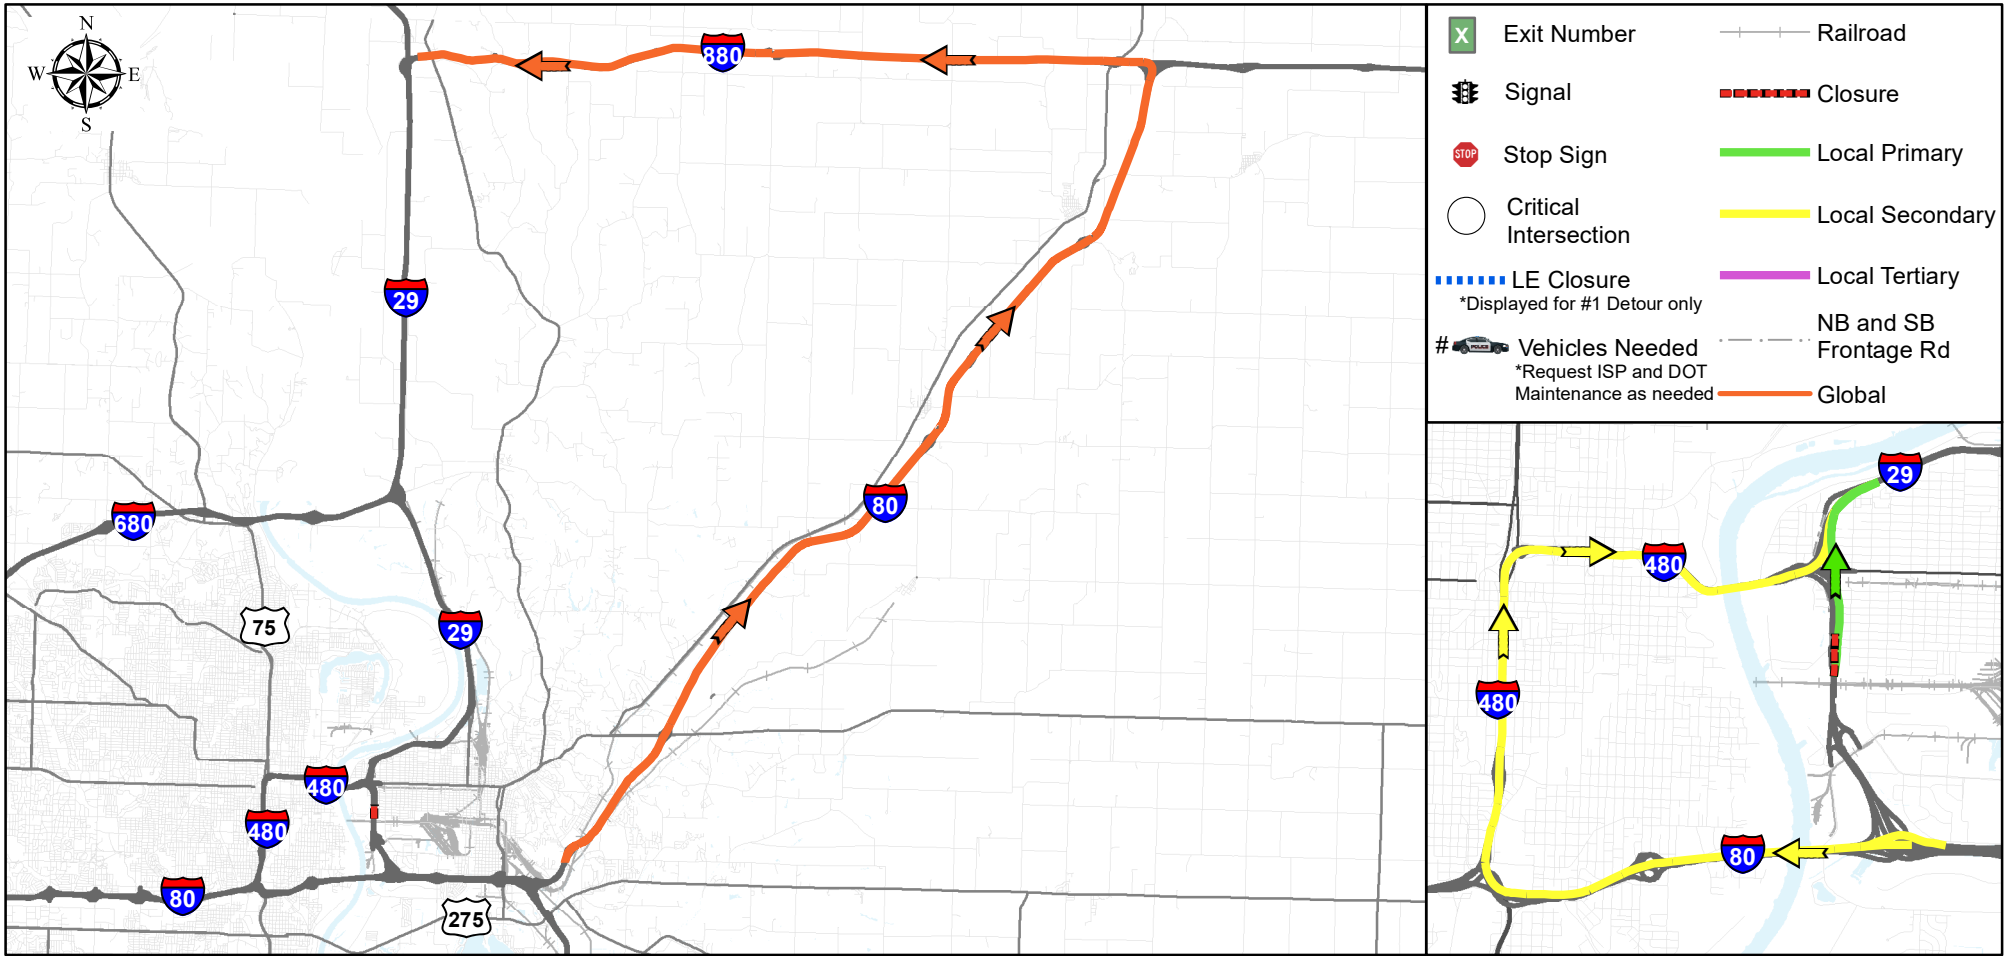 N
W E
S
880
29
80
680
75
29
480
480
80
275
X Exit Number
Signal
STOP Stop Sign
Critical
Intersection
LE Closure
*Displayed for #1 Detour only
# POLICE Vehicles Needed
*Request ISP and DOT
Maintenance as needed
Railroad
Closure
Local Primary
Local Secondary
Local Tertiary
NB and SB
Frontage Rd
Global
29
480
480
80